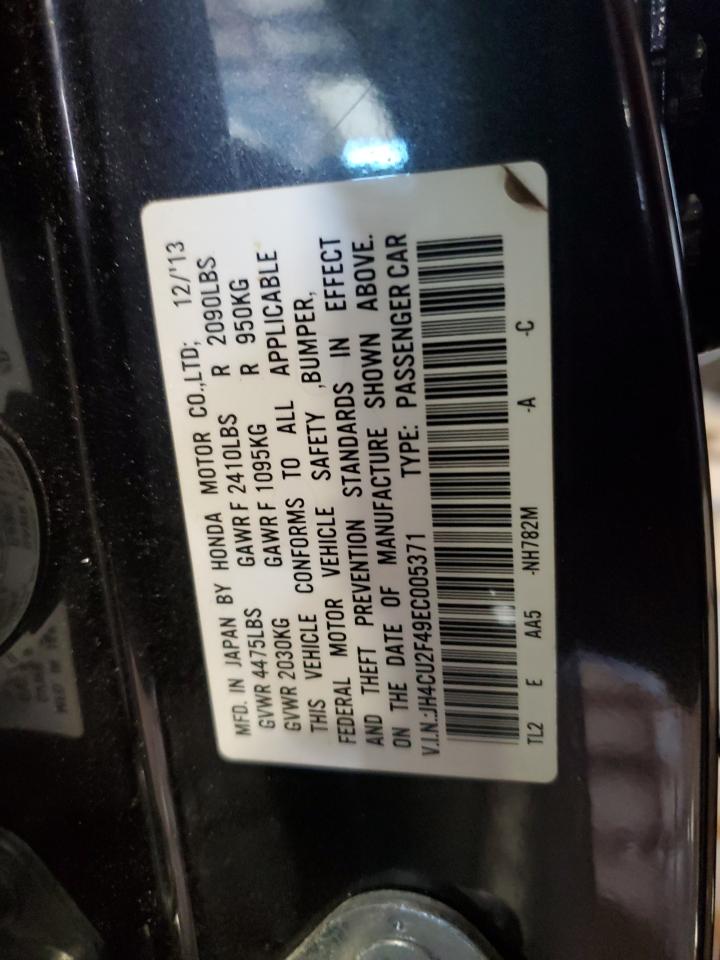 MFD. IN JAPAN BY HONDA MOTOR CO.,LTD; 12/'13
GVWR 4475LBS GAWR F 2410LBS R 2090LBS
GVWR 2030KG GAWR F 1095KG R 950KG
THIS VEHICLE CONFORMS TO ALL APPLICABLE
FEDERAL MOTOR VEHICLE SAFETY ,BUMPER,
AND THEFT PREVENTION STANDARDS IN EFFECT
ON THE DATE OF MANUFACTURE SHOWN ABOVE.
V.I.N.:JH4CU2F49EC005371 TYPE: PASSENGER CAR
TL2 E AA5 -NH782M -A -C